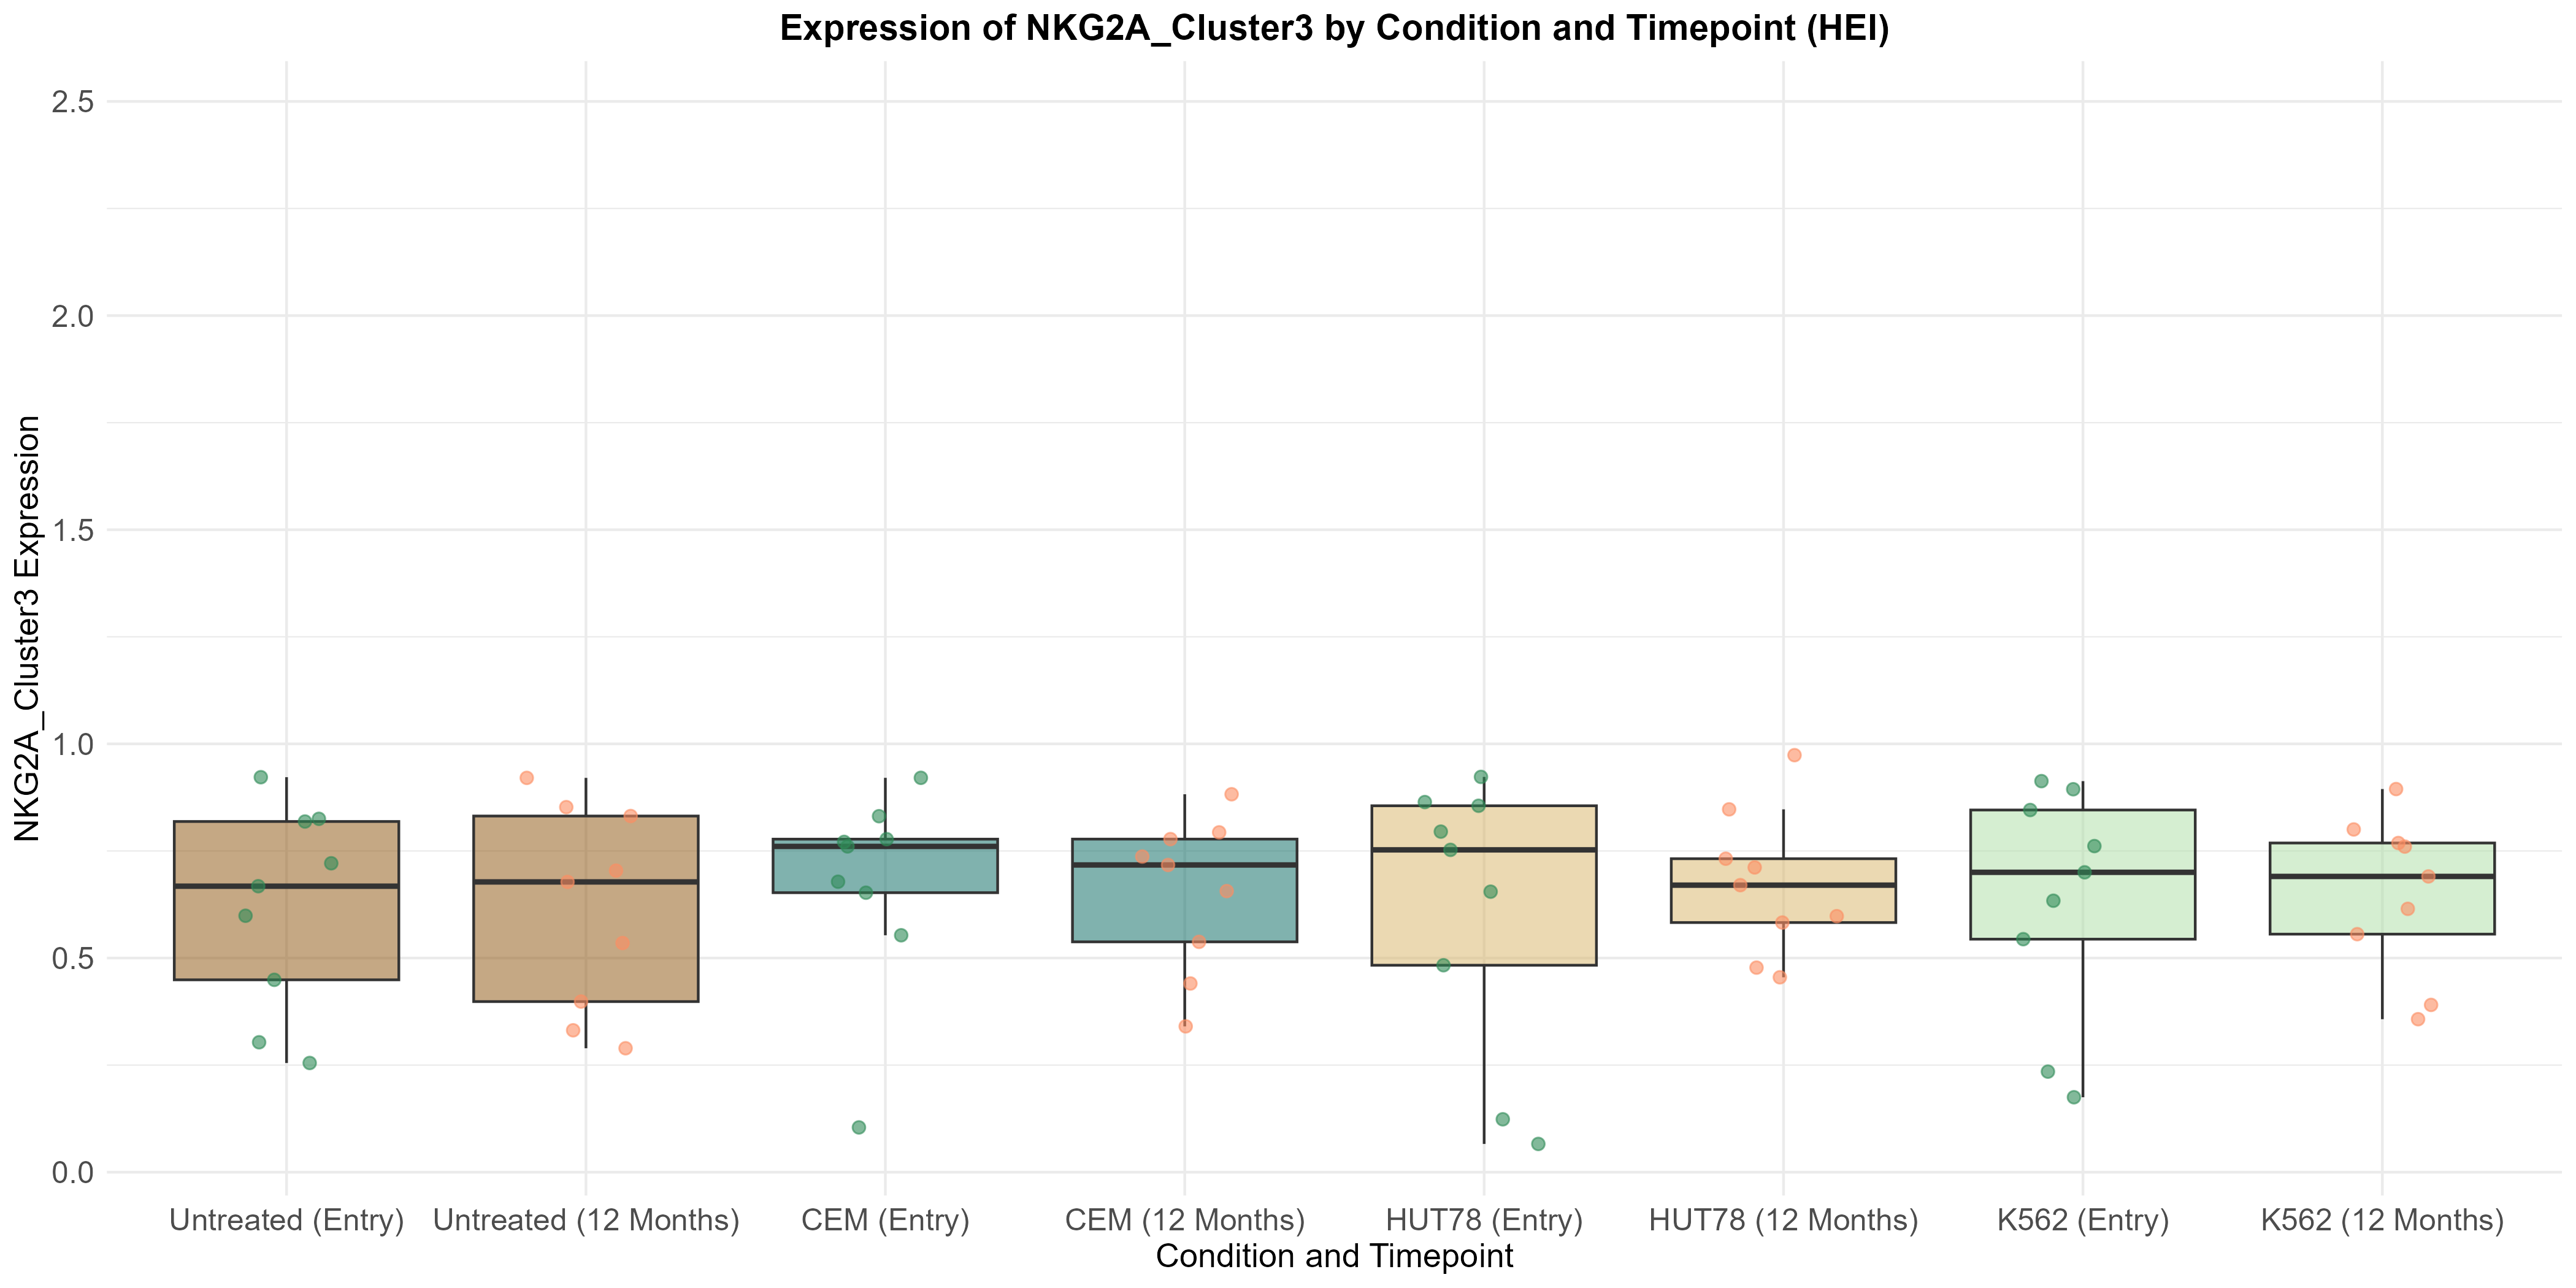 Expression of NKG2A_Cluster3 by Condition and Timepoint (HEI)
NKG2A_Cluster3 Expression
2.5
2.0
1.5
1.0
0.5
0.0
Untreated (Entry) Untreated (12 Months) CEM (Entry) CEM (12 Months) HUT78 (Entry) HUT78 (12 Months) K562 (Entry) K562 (12 Months)
Condition and Timepoint